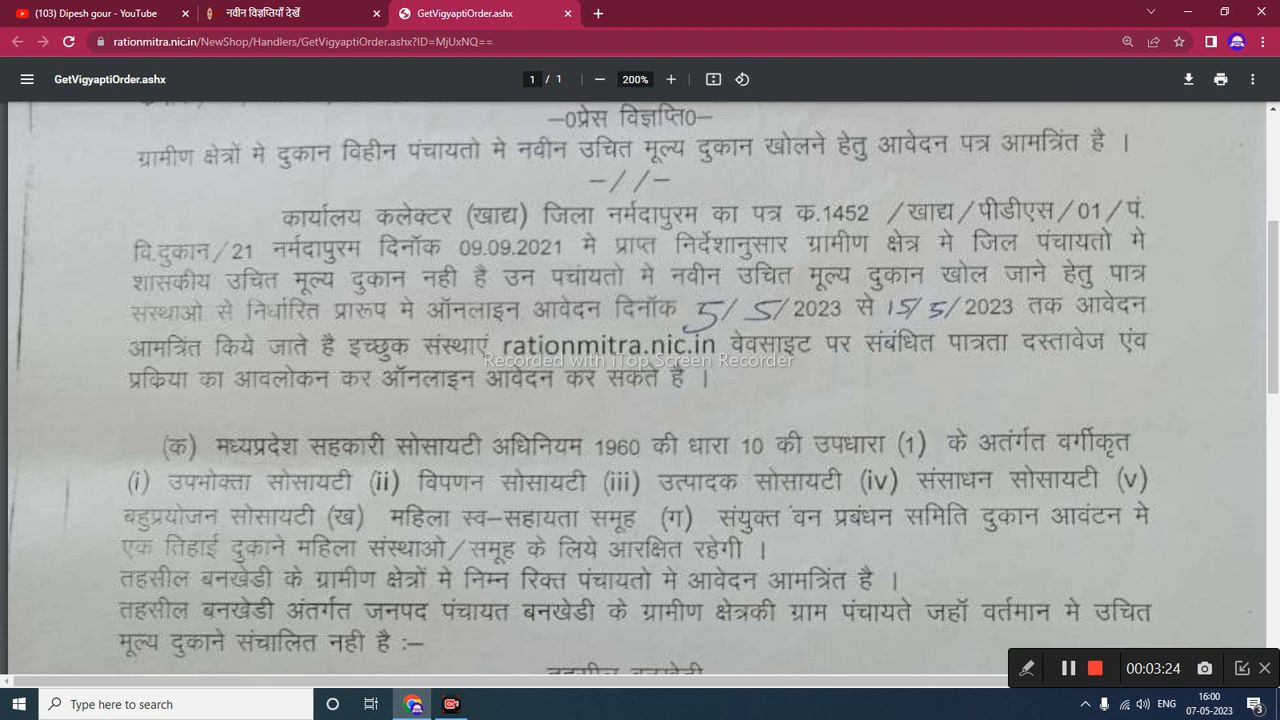 (103) Dipesh gour - YouTube
नवीन विज्ञप्तियाँ देखें
GetVigyaptiOrder.ashx
rationmitra.nic.in/NewShop/Handlers/GetVigyaptiOrder.ashx?ID=MjUxNQ==
GetVigyaptiOrder.ashx
1 / 1
200%
—0प्रेस विज्ञप्ति0—
ग्रामीण क्षेत्रों मे दुकान विहीन पंचायतो मे नवीन उचित मूल्य दुकान खोलने हेतु आवेदन पत्र आमत्रिंत है ।
—//—
कार्यालय कलेक्टर (खाद्य) जिला नर्मदापुरम का पत्र क.1452 /खाद्य/पीडीएस/01/पं.
वि.दुकान/21 नर्मदापुरम दिनॉक 09.09.2021 मे प्राप्त निर्देशानुसार ग्रामीण क्षेत्र मे जिल पंचायतो मे
शासकीय उचित मूल्य दुकान नही है उन पचांयतो मे नवीन उचित मूल्य दुकान खोल जाने हेतु पात्र
संस्थाओ से निर्धारित प्रारूप मे ऑनलाइन आवेदन दिनॉक 5/5/2023 से 15/5/2023 तक आवेदन
आमत्रिंत किये जाते है इच्छुक संस्थाएं rationmitra.nic.in वेवसाइट पर संबंधित पात्रता दस्तावेज एंव
Recorded with iTop Screen Recorder
प्रकिया का आवलोकन कर ऑनलाइन आवेदन कर सकते है ।
(क) मध्यप्रदेश सहकारी सोसायटी अधिनियम 1960 की धारा 10 की उपधारा (1) के अतंर्गत वर्गीकृत
(i) उपभोक्ता सोसायटी (ii) विपणन सोसायटी (iii) उत्पादक सोसायटी (iv) संसाधन सोसायटी (v)
बहुप्रयोजन सोसायटी (ख) महिला स्व—सहायता समूह (ग) संयुक्त वन प्रबंधन समिति दुकान आवंटन मे
एक तिहाई दुकाने महिला संस्थाओ/समूह के लिये आरक्षित रहेगी ।
तहसील बनखेडी के ग्रामीण क्षेत्रों मे निम्न रिक्त पंचायतो मे आवेदन आमत्रिंत है ।
तहसील बनखेडी अंतर्गत जनपद पंचायत बनखेडी के ग्रामीण क्षेत्रकी ग्राम पंचायते जहॉ वर्तमान मे उचित
मूल्य दुकाने संचालित नही है :—
00:03:24
Type here to search
ENG
16:00
07-05-2023
3